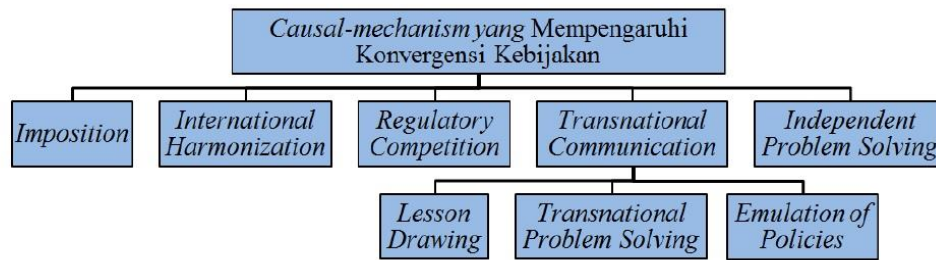 Causal-mechanism yang Mempengaruhi
Konvergensi Kebijakan
Imposition
International
Harmonization
Regulatory
Competition
Transnational
Communication
Independent
Problem Solving
Lesson
Drawing
Transnational
Problem Solving
Emulation of
Policies